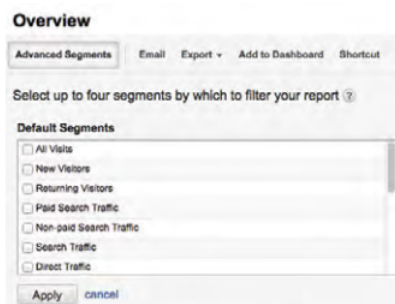 Overview
Advanced Segments Email Export Add to Dashboard Shortcut
Select up to four segments by which to filter your report ?
Default Segments
All Visits
New Visitors
Returning Visitors
Paid Search Traffic
Non-paid Search Traffic
Search Traffic
Direct Traffic
Apply cancel